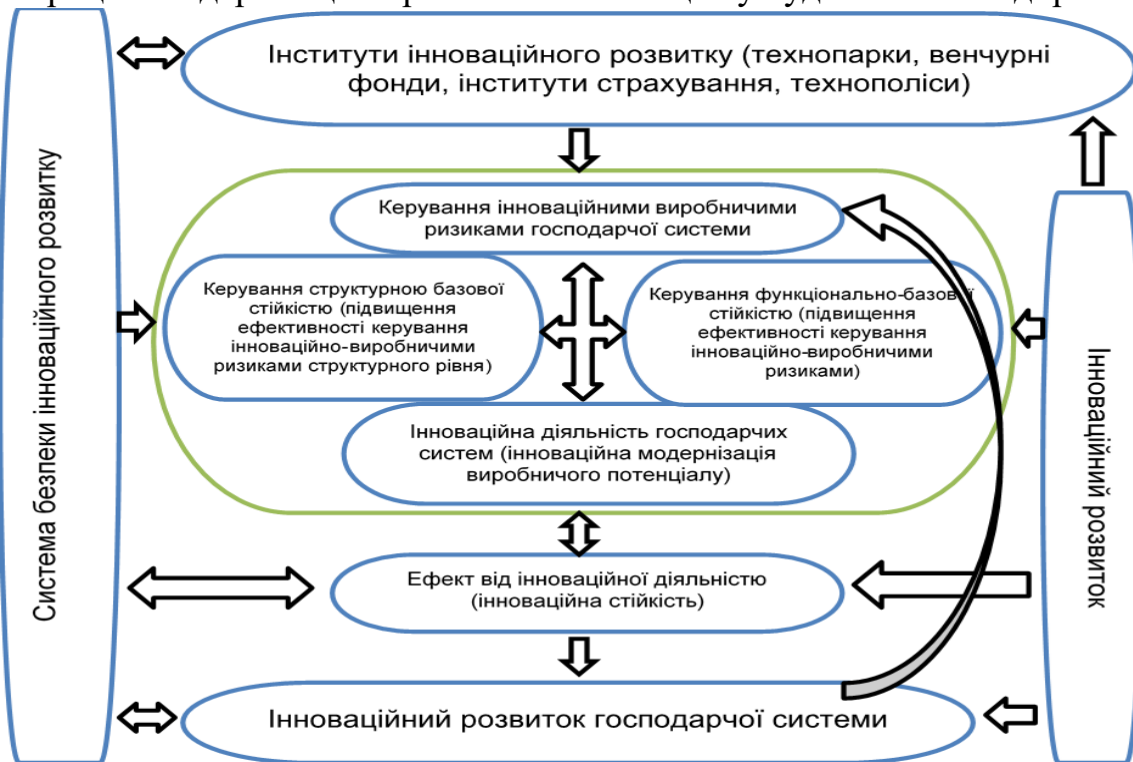 Інститути інноваційного розвитку (технопарки, венчурні
фонди, інститути страхування, технополіси)
Система безпеки інноваційного розвитку
Керування інноваційними виробничими
ризиками господарчої системи
Керування структурною базової
стійкістю (підвищення
ефективності керування
інноваційно-виробничими
ризиками структурного рівня)
Керування функціонально-базової
стійкістю (підвищення
ефективності керування
інноваційно-виробничими
ризиками)
Інноваційна діяльність господарчих
систем (інноваційна модернізація
виробничого потенціалу)
Ефект від інноваційної діяльністю
(інноваційна стійкість)
Інноваційний розвиток господарчої системи
Інноваційний розвиток